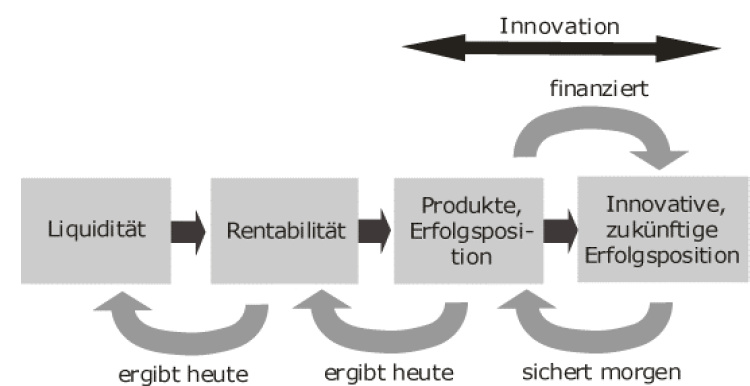 Innovation
finanziert
Liquidität
Rentabilität
Produkte,
Erfolgsposi-
tion
Innovative,
zukünftige
Erfolgsposition
ergibt heute
ergibt heute
sichert morgen